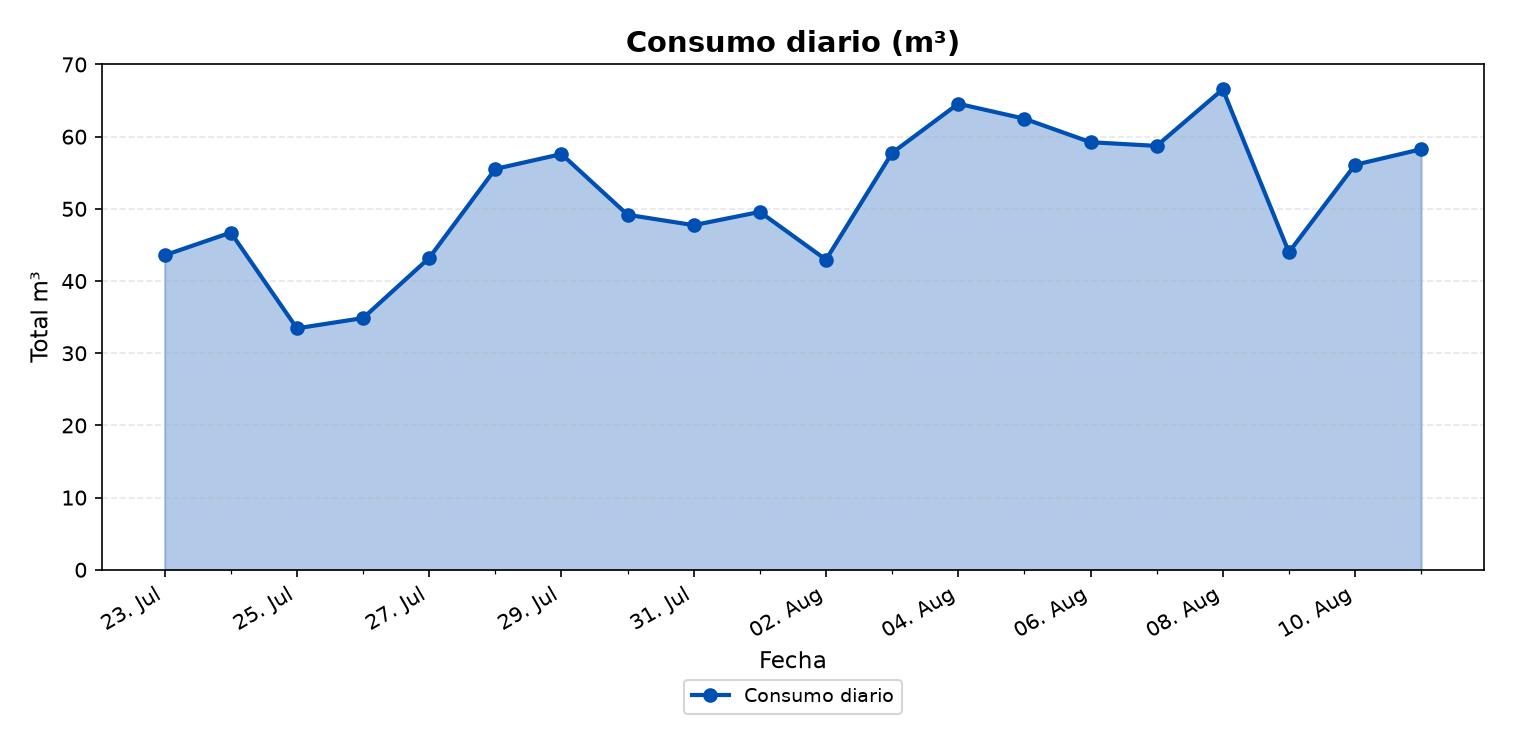 Consumo diario (m³)
70
60
50
40
30
20
10
0
Total m³
23. Jul
25. Jul
27. Jul
29. Jul
31. Jul
02. Aug
04. Aug
06. Aug
08. Aug
10. Aug
Fecha
Consumo diario